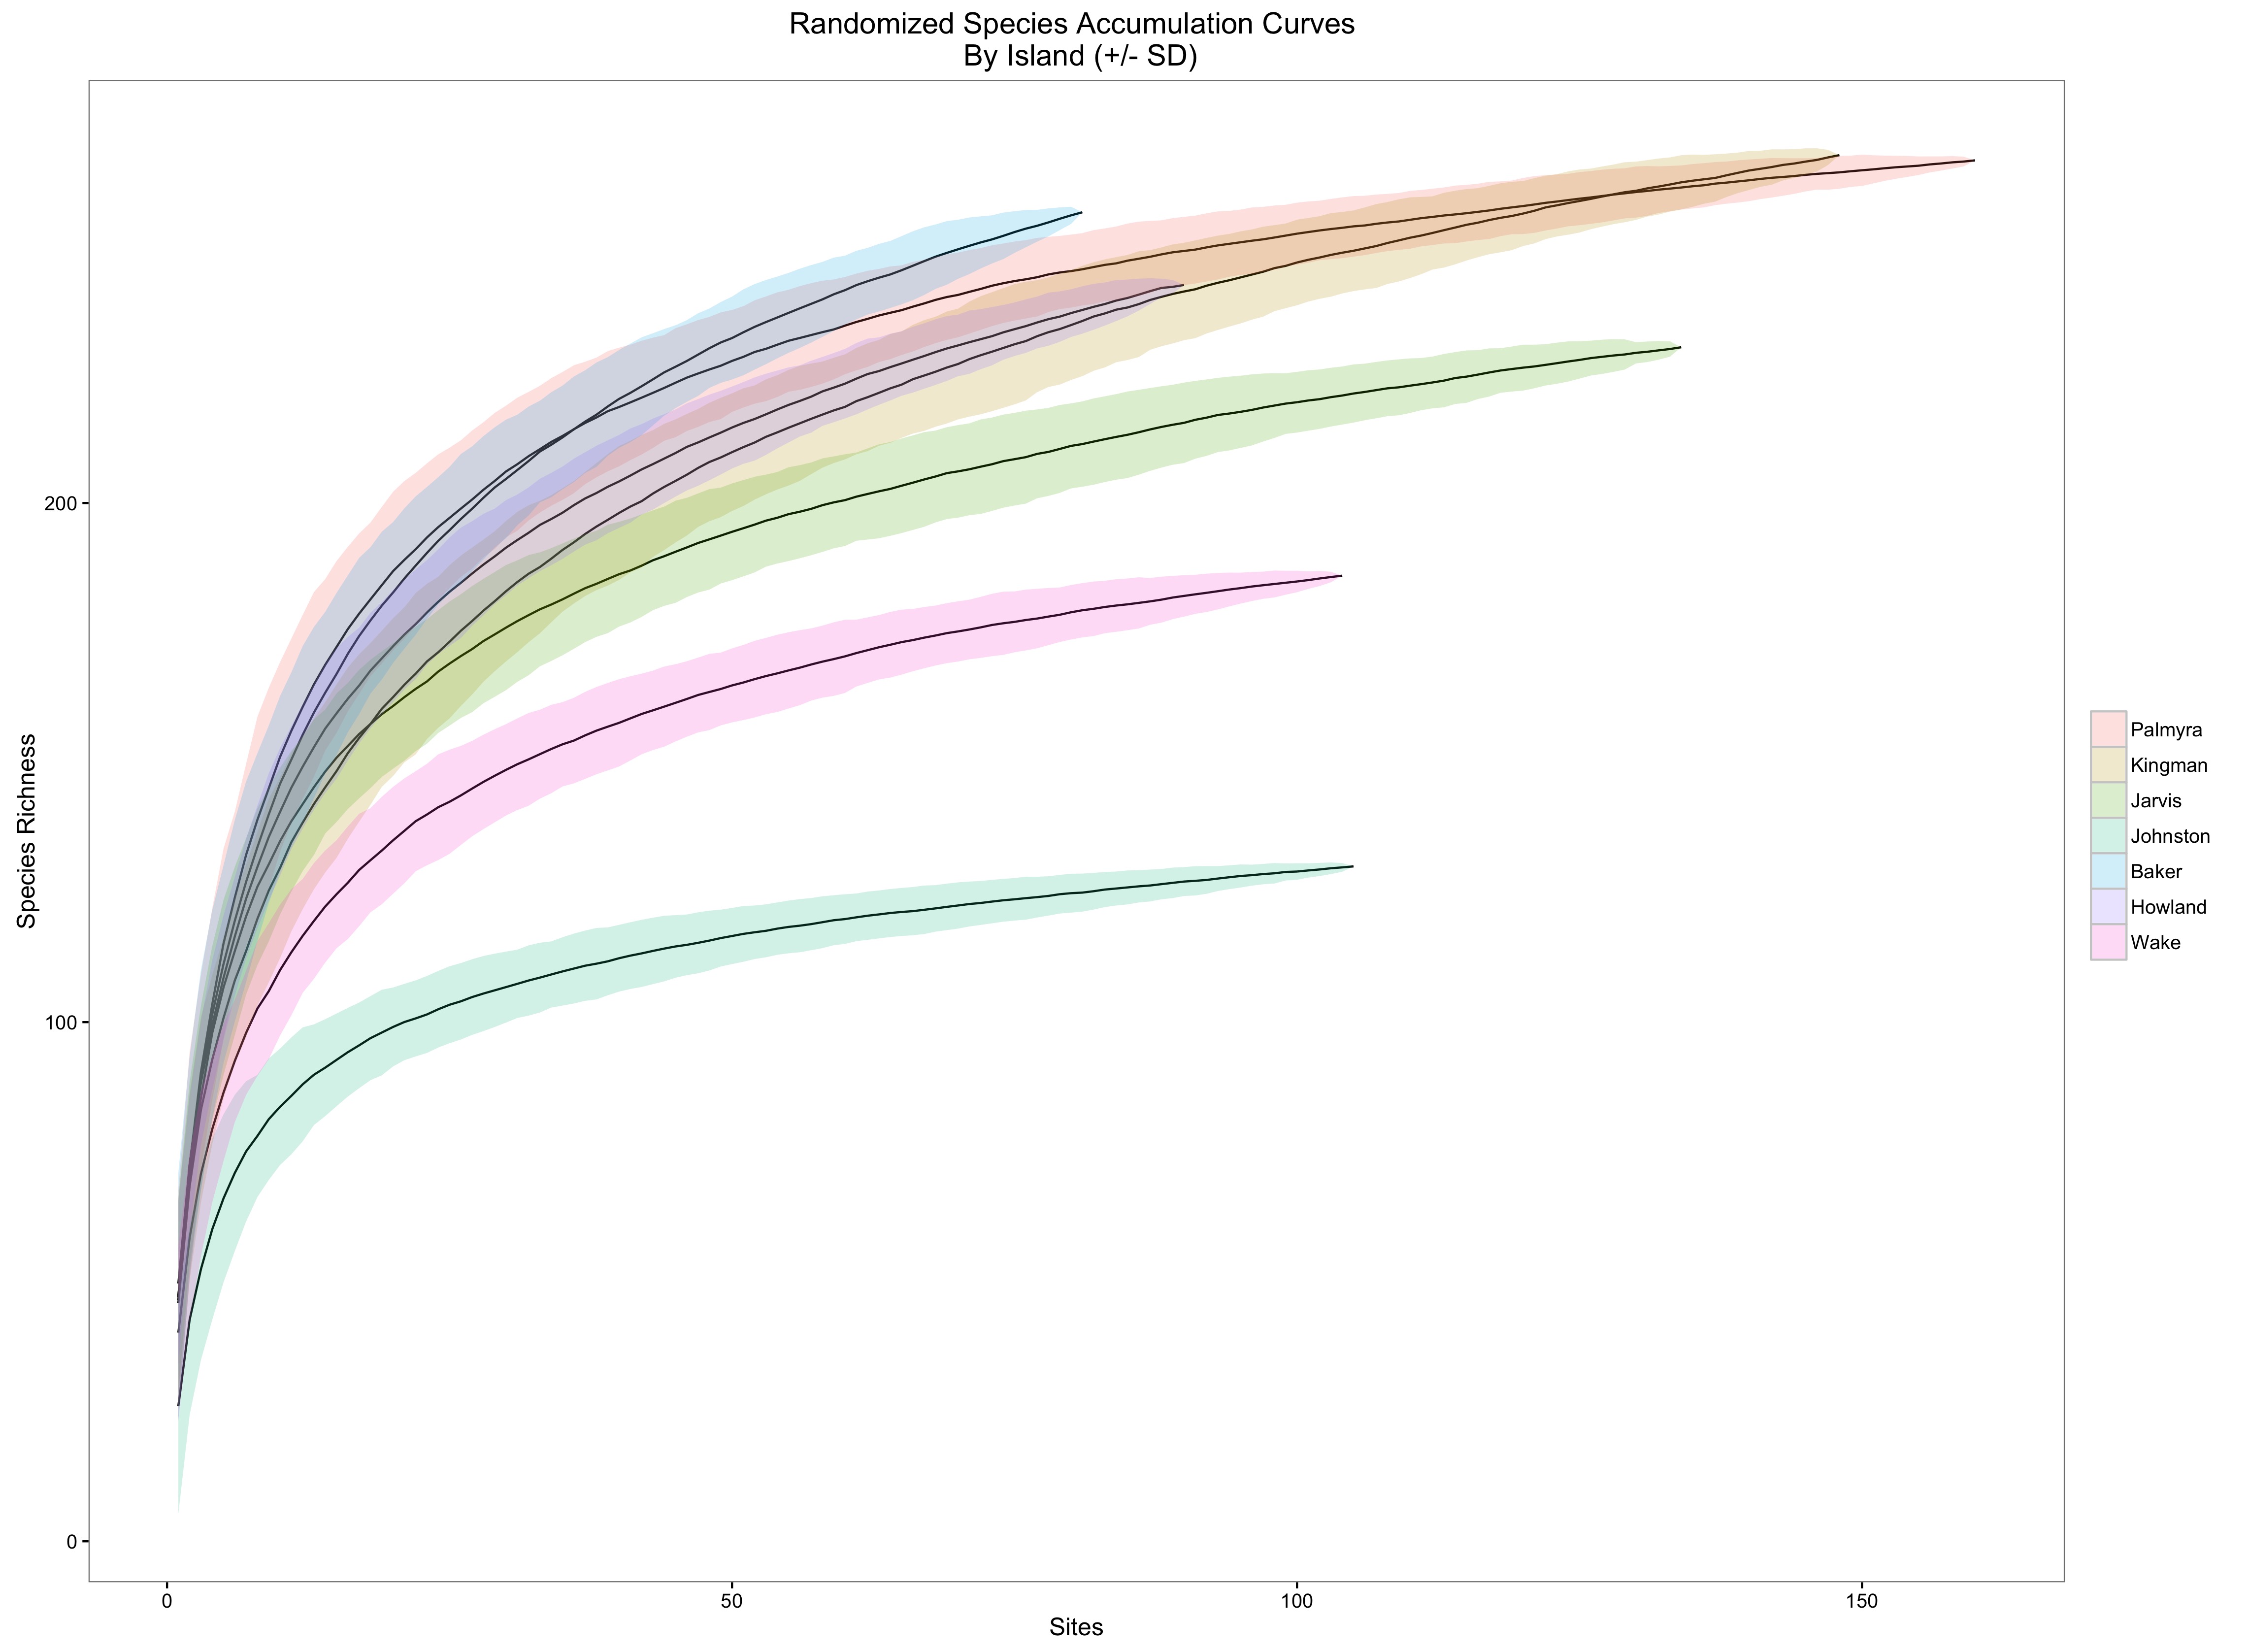 Randomized Species Accumulation Curves
By Island (+/- SD)
Species Richness
200
100
0
0 50 100 150
Sites
Palmyra
Kingman
Jarvis
Johnston
Baker
Howland
Wake